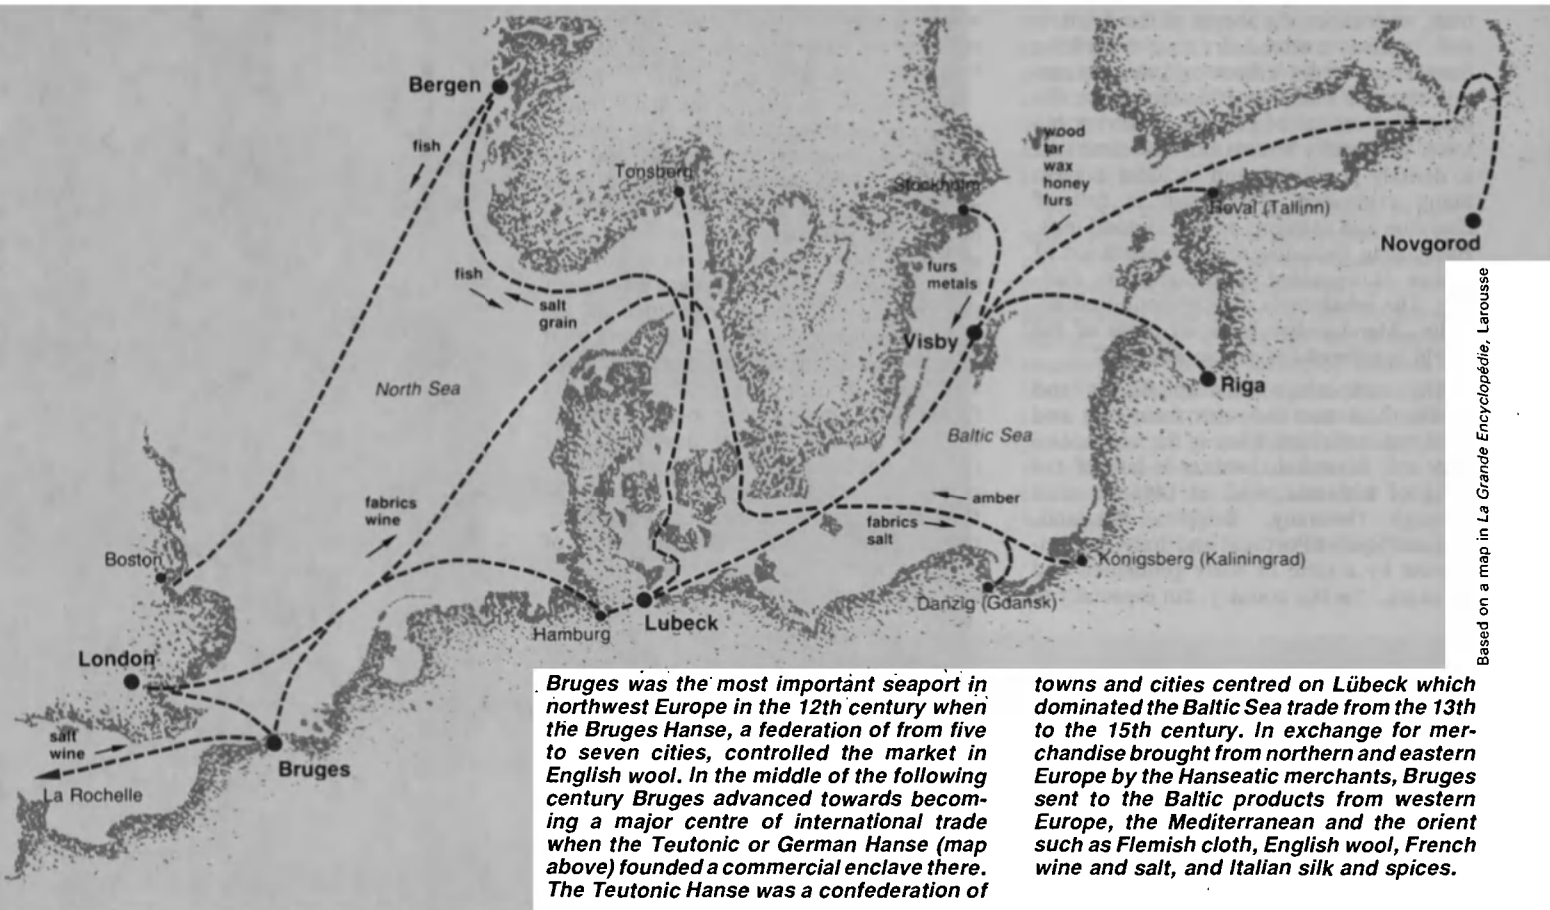 Bergen
fish
Tonsberg
Stockholm
wood
tar
wax
honey
furs
Reval (Tallinn)
Novgorod
fish
salt
grain
furs
metals
Visby
Riga
North Sea
Baltic Sea
fabrics
wine
amber
fabrics
salt
Boston
Königsberg (Kaliningrad)
Danzig (Gdansk)
Hamburg
Lubeck
London
salt
wine
Bruges
La Rochelle
Based on a map in La Grande Encyclopédie, Larousse
Bruges was the most important seaport in
northwest Europe in the 12th century when
the Bruges Hanse, a federation of from five
to seven cities, controlled the market in
English wool. In the middle of the following
century Bruges advanced towards becom-
ing a major centre of international trade
when the Teutonic or German Hanse (map
above) founded a commercial enclave there.
The Teutonic Hanse was a confederation of
towns and cities centred on Lübeck which
dominated the Baltic Sea trade from the 13th
to the 15th century. In exchange for mer-
chandise brought from northern and eastern
Europe by the Hanseatic merchants, Bruges
sent to the Baltic products from western
Europe, the Mediterranean and the orient
such as Flemish cloth, English wool, French
wine and salt, and Italian silk and spices.